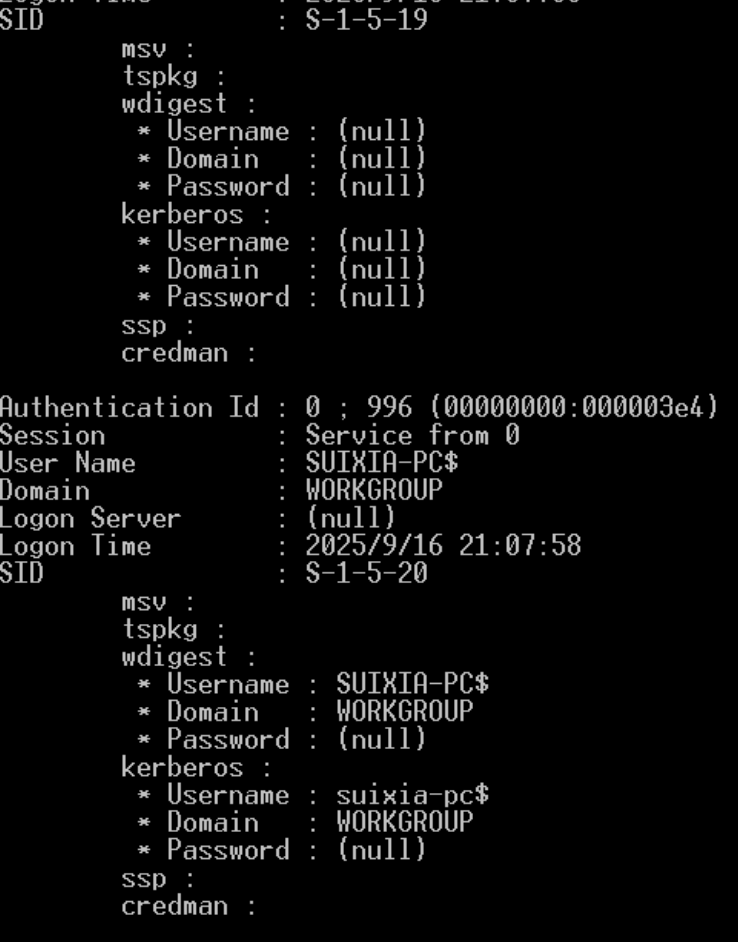 SID                : S-1-5-19
        msv :
        tspkg :
        wdigest :
         * Username : (null)
         * Domain   : (null)
         * Password : (null)
        kerberos :
         * Username : (null)
         * Domain   : (null)
         * Password : (null)
        ssp :
        credman :

Authentication Id : 0 ; 996 (00000000:000003e4)
Session           : Service from 0
User Name         : SUIXIA-PC$
Domain            : WORKGROUP
Logon Server      : (null)
Logon Time        : 2025/9/16 21:07:58
SID               : S-1-5-20
        msv :
        tspkg :
        wdigest :
         * Username : SUIXIA-PC$
         * Domain   : WORKGROUP
         * Password : (null)
        kerberos :
         * Username : suixia-pc$
         * Domain   : WORKGROUP
         * Password : (null)
        ssp :
        credman :